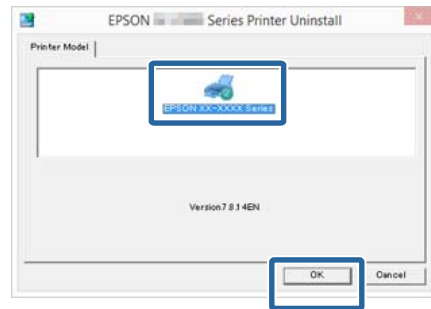 EPSON Series Printer Uninstall
Printer Model
EPSON XX-XXXX Series
Version7.8.14EN
OK
Cancel